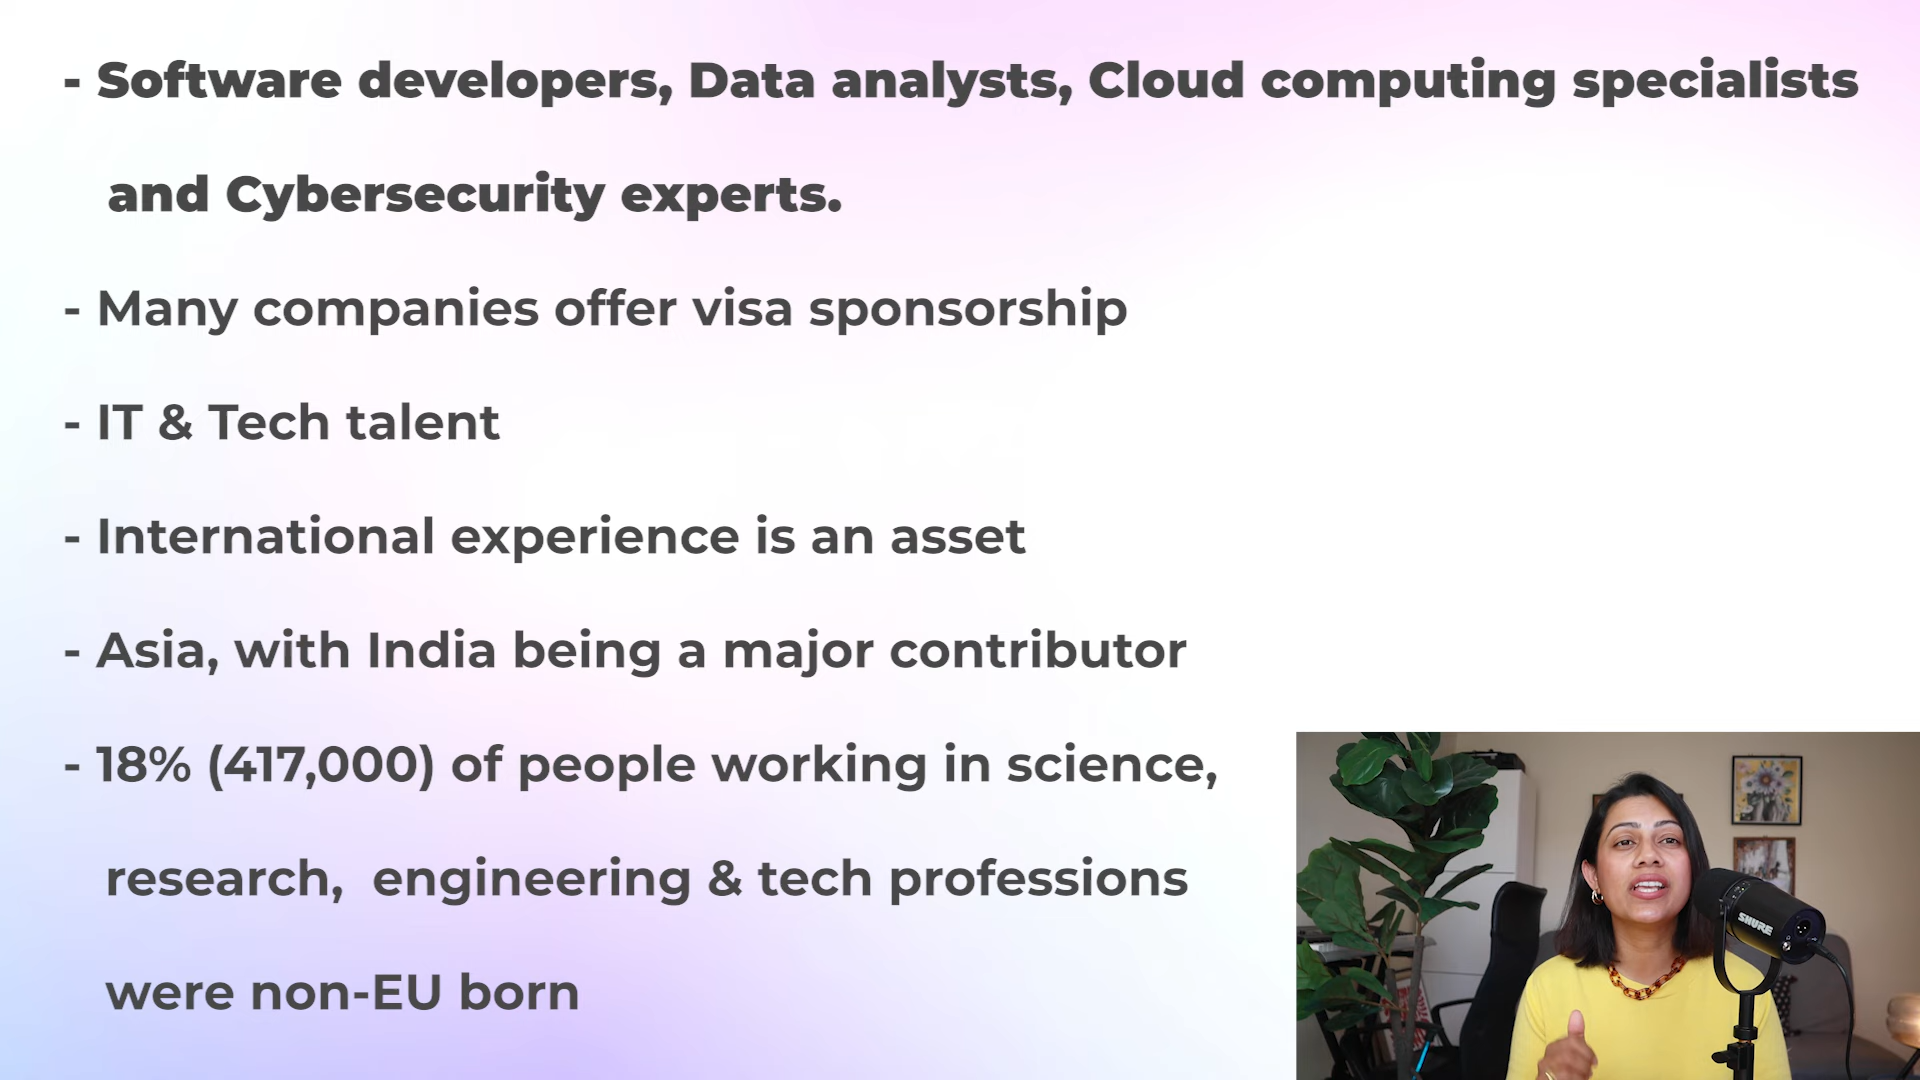 - Software developers, Data analysts, Cloud computing specialists
and Cybersecurity experts.
- Many companies offer visa sponsorship
- IT & Tech talent
- International experience is an asset
- Asia, with India being a major contributor
- 18% (417,000) of people working in science,
research, engineering & tech professions
were non-EU born
SHURE